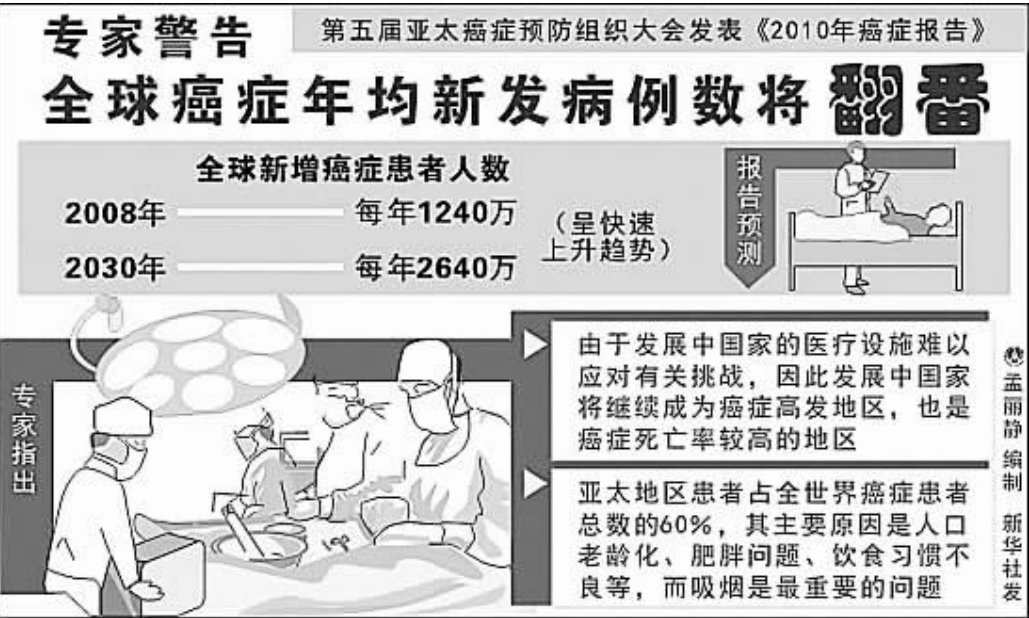 专家警告
第五届亚太癌症预防组织大会发表《2010年癌症报告》
全球癌症年均新发病例数将翻番
全球新增癌症患者人数
2008年 每年1240万
2030年 每年2640万
（呈快速
上升趋势）
报告预测
专家指出
由于发展中国家的医疗设施难以
应对有关挑战，因此发展中国家
将继续成为癌症高发地区，也是
癌症死亡率较高的地区
亚太地区患者占全世界癌症患者
总数的60%，其主要原因是人口
老龄化、肥胖问题、饮食习惯不
良等，而吸烟是最重要的问题
孟丽静 编制 新华社发